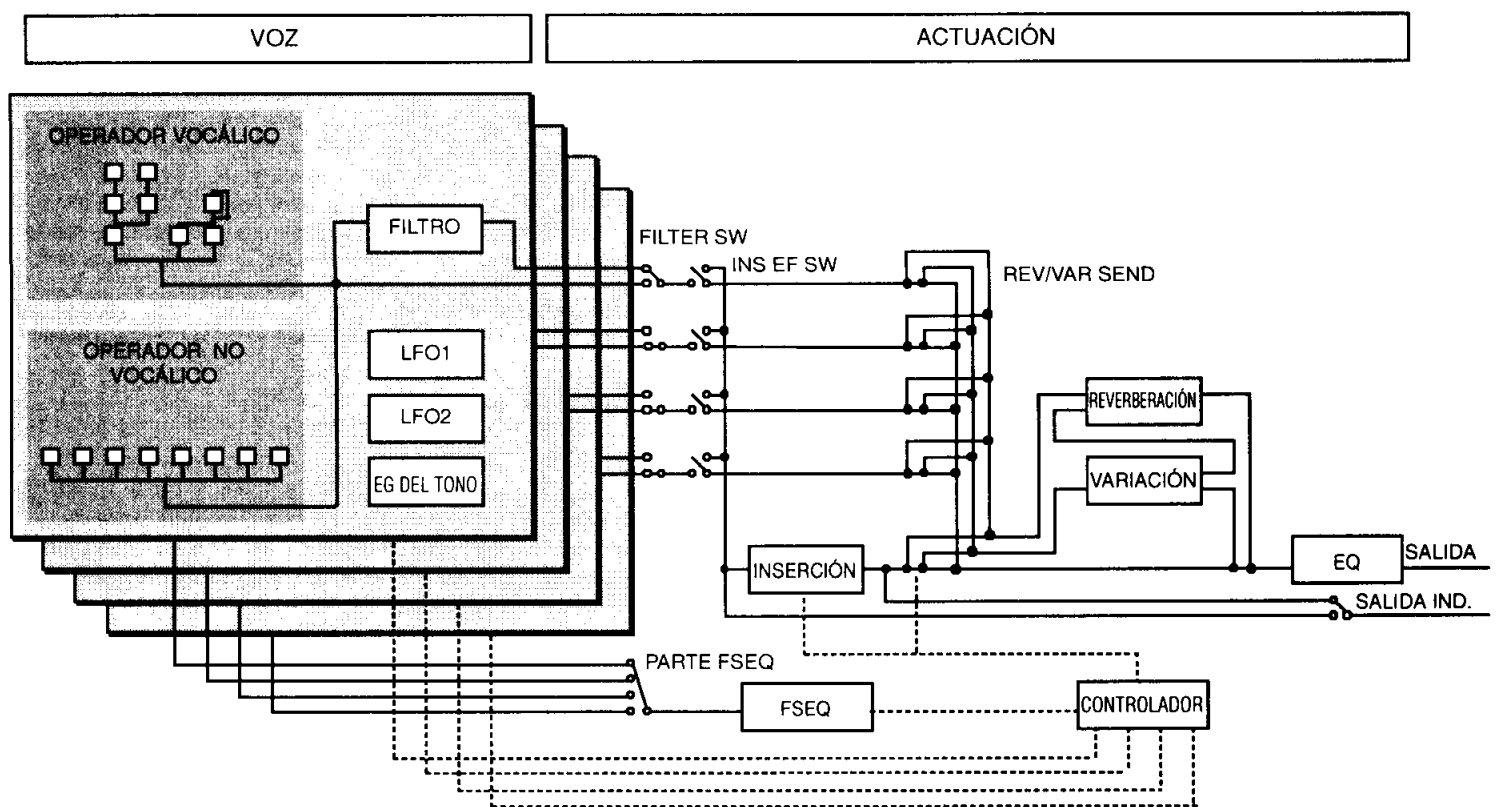 VOZ
ACTUACIÓN
OPERADOR VOCÁLICO
FILTRO
FILTER SW
INS EF SW
REV/VAR SEND
OPERADOR NO
VOCÁLICO
LFO1
LFO2
EG DEL TONO
REVERBERACIÓN
VARIACIÓN
INSERCIÓN
EQ
SALIDA
SALIDA IND.
PARTE FSEQ
FSEQ
CONTROLADOR